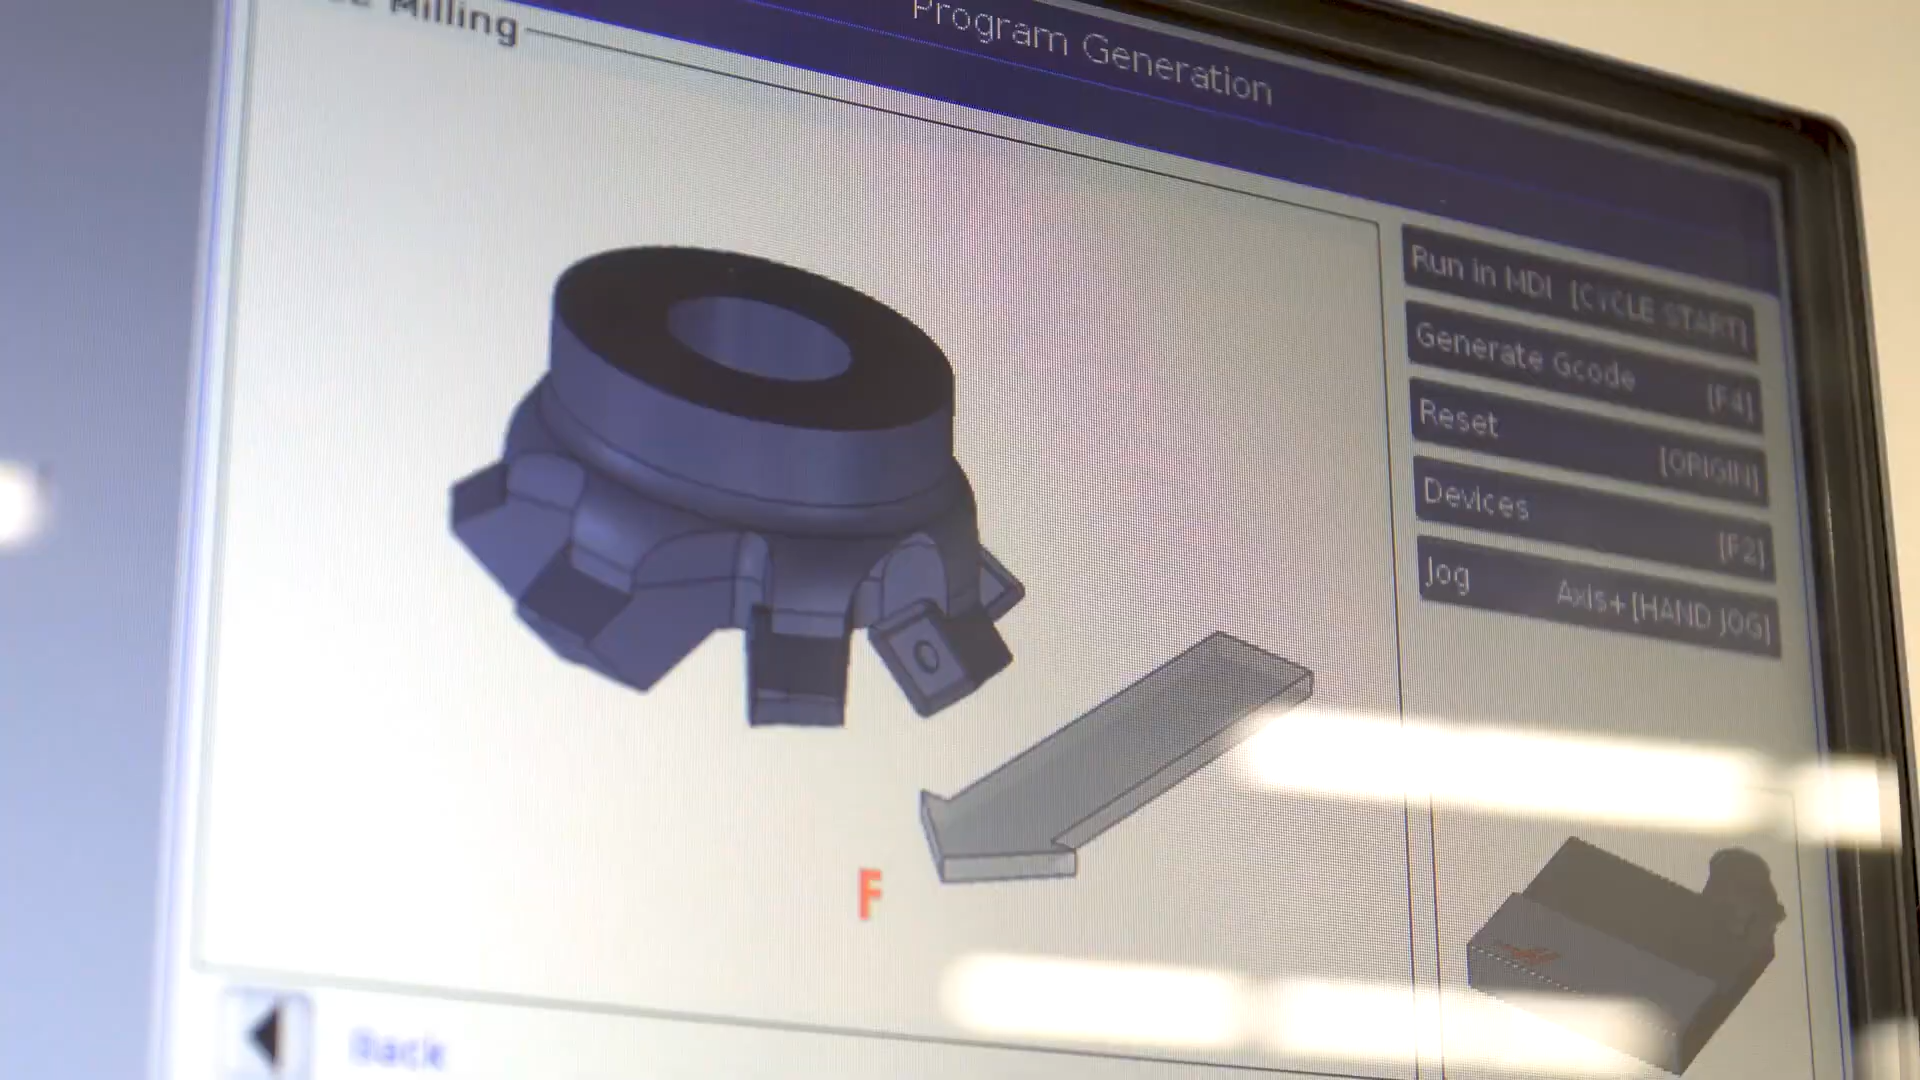 Program Generation
Milling
Run in MDI [CYCLE START]
Generate Gcode [F4]
Reset [ORIGIN]
Devices [F2]
Jog Axis+ [HAND JOG]
F
Back